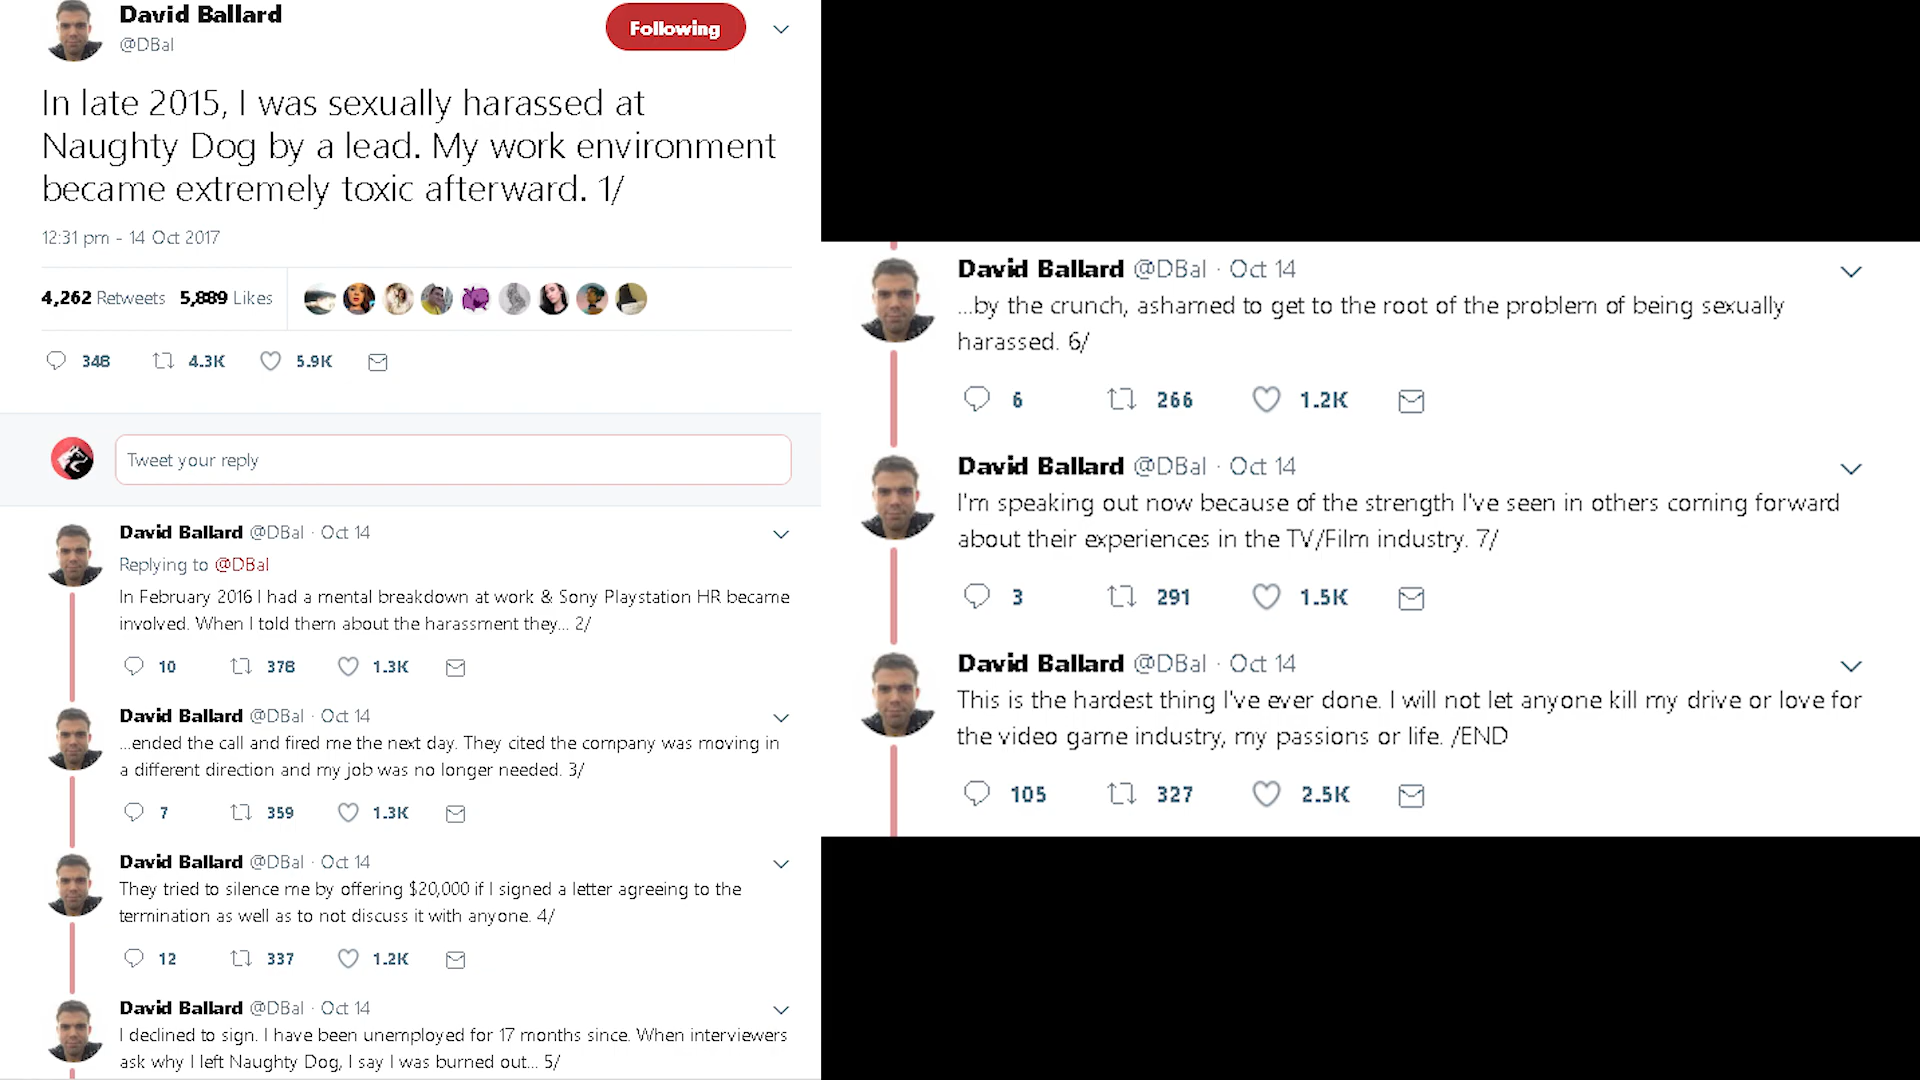 David Ballard
@DBal
Following
In late 2015, I was sexually harassed at
Naughty Dog by a lead. My work environment
became extremely toxic afterward. 1/
12:31 pm - 14 Oct 2017
4,262 Retweets 5,889 Likes
348 4.3K 5.9K
Tweet your reply
David Ballard @DBal · Oct 14
Replying to @DBal
In February 2016 I had a mental breakdown at work & Sony Playstation HR became
involved. When I told them about the harassment they... 2/
10 378 1.3K
David Ballard @DBal · Oct 14
...ended the call and fired me the next day. They cited the company was moving in
a different direction and my job was no longer needed. 3/
7 359 1.3K
David Ballard @DBal · Oct 14
They tried to silence me by offering $20,000 if I signed a letter agreeing to the
termination as well as to not discuss it with anyone. 4/
12 337 1.2K
David Ballard @DBal · Oct 14
I declined to sign. I have been unemployed for 17 months since. When interviewers
ask why I left Naughty Dog, I say I was burned out... 5/
David Ballard @DBal · Oct 14
...by the crunch, ashamed to get to the root of the problem of being sexually
harassed. 6/
6 266 1.2K
David Ballard @DBal · Oct 14
I'm speaking out now because of the strength I've seen in others coming forward
about their experiences in the TV/Film industry. 7/
3 291 1.5K
David Ballard @DBal · Oct 14
This is the hardest thing I've ever done. I will not let anyone kill my drive or love for
the video game industry, my passions or life. /END
105 327 2.5K